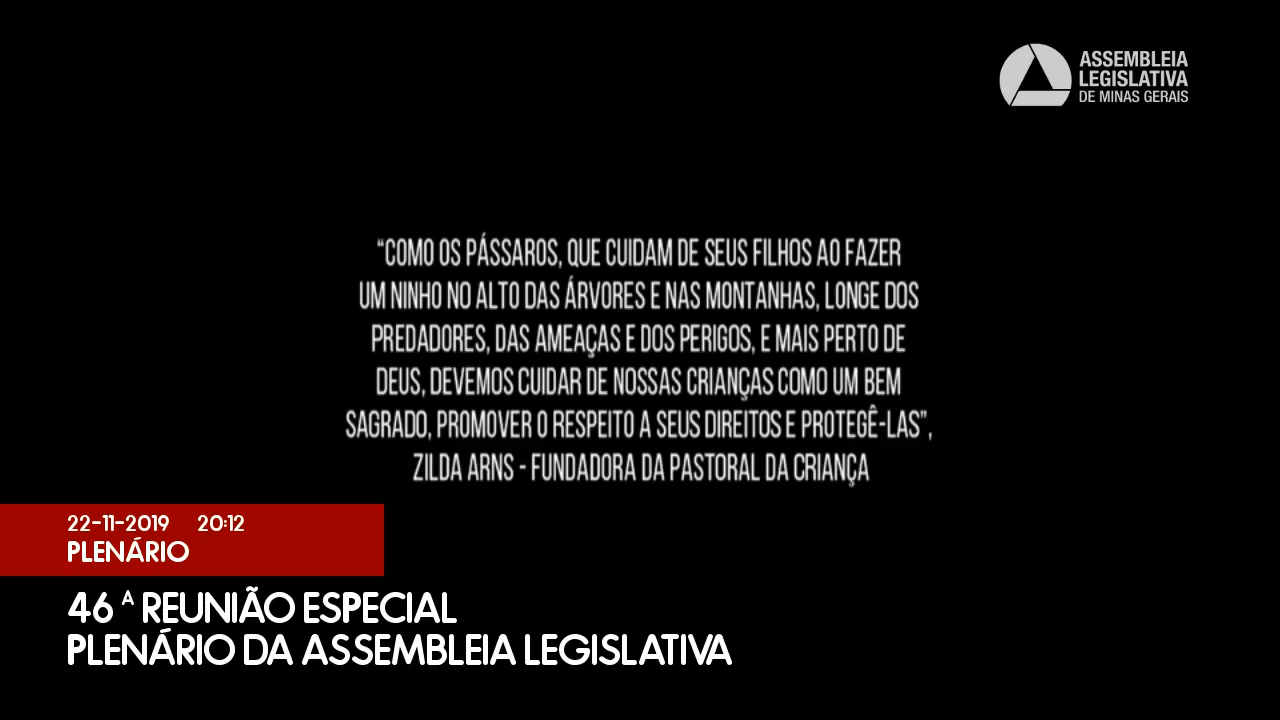 ASSEMBLEIA
LEGISLATIVA
DE MINAS GERAIS
“COMO OS PÁSSAROS, QUE CUIDAM DE SEUS FILHOS AO FAZER
UM NINHO NO ALTO DAS ÁRVORES E NAS MONTANHAS, LONGE DOS
PREDADORES, DAS AMEAÇAS E DOS PERIGOS, E MAIS PERTO DE
DEUS, DEVEMOS CUIDAR DE NOSSAS CRIANÇAS COMO UM BEM
SAGRADO, PROMOVER O RESPEITO A SEUS DIREITOS E PROTEGÊ-LAS”,
ZILDA ARNS - FUNDADORA DA PASTORAL DA CRIANÇA
22-11-2019 20:12
PLENÁRIO
46 ª REUNIÃO ESPECIAL
PLENÁRIO DA ASSEMBLEIA LEGISLATIVA